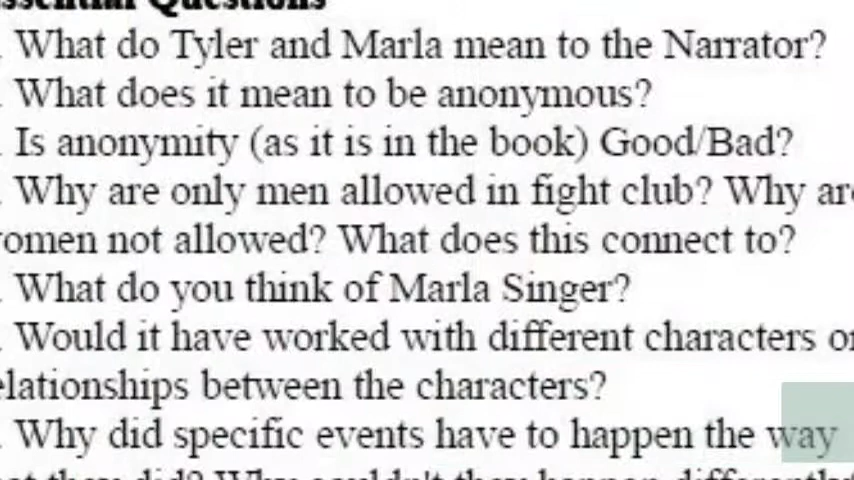 Essential Questions
. What do Tyler and Marla mean to the Narrator?
. What does it mean to be anonymous?
. Is anonymity (as it is in the book) Good/Bad?
. Why are only men allowed in fight club? Why are
women not allowed? What does this connect to?
. What do you think of Marla Singer?
. Would it have worked with different characters or
relationships between the characters?
. Why did specific events have to happen the way
that they did? Why couldn't they happen differently?